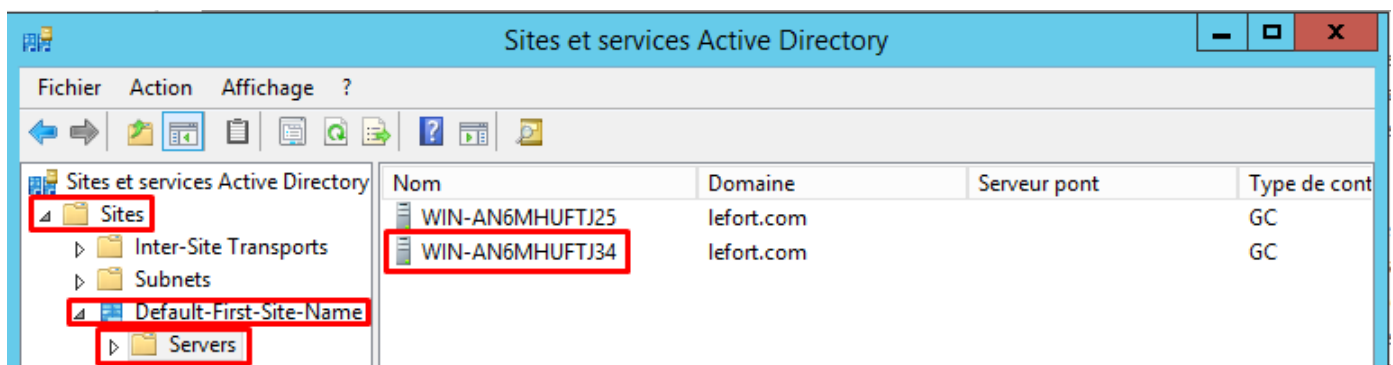 Sites et services Active Directory
Fichier Action Affichage ?
Sites et services Active Directory
Sites
Inter-Site Transports
Subnets
Default-First-Site-Name
Servers
Nom Domaine Serveur pont Type de cont
WIN-AN6MHUFTJ25 lefort.com GC
WIN-AN6MHUFTJ34 lefort.com GC